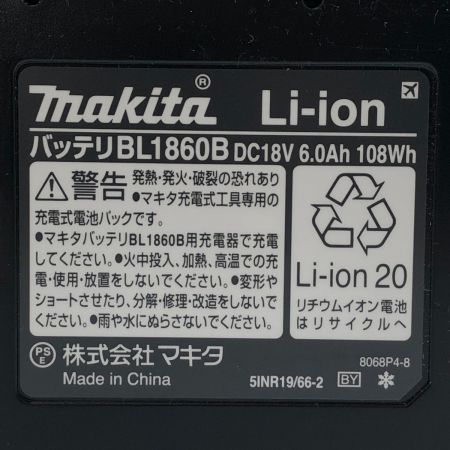 makita® Li-ion
バッテリBL1860B DC18V 6.0Ah 108Wh
警告 発熱・発火・破裂の恐れあり
●マキタ充電式工具専用の
充電式電池パックです。
●マキタバッテリBL1860B用充電器で充電
してください。●火中投入、加熱、高温での充
電・使用・放置をしないでください。●変形や
ショートさせたり、分解・修理・改造をしないで
ください。●雨や水にぬらさないでください。
Li-ion 20
リチウムイオン電池
はリサイクルへ
PSE 株式会社 マキタ
Made in China
5INR19/66-2
BY
8068P4-8